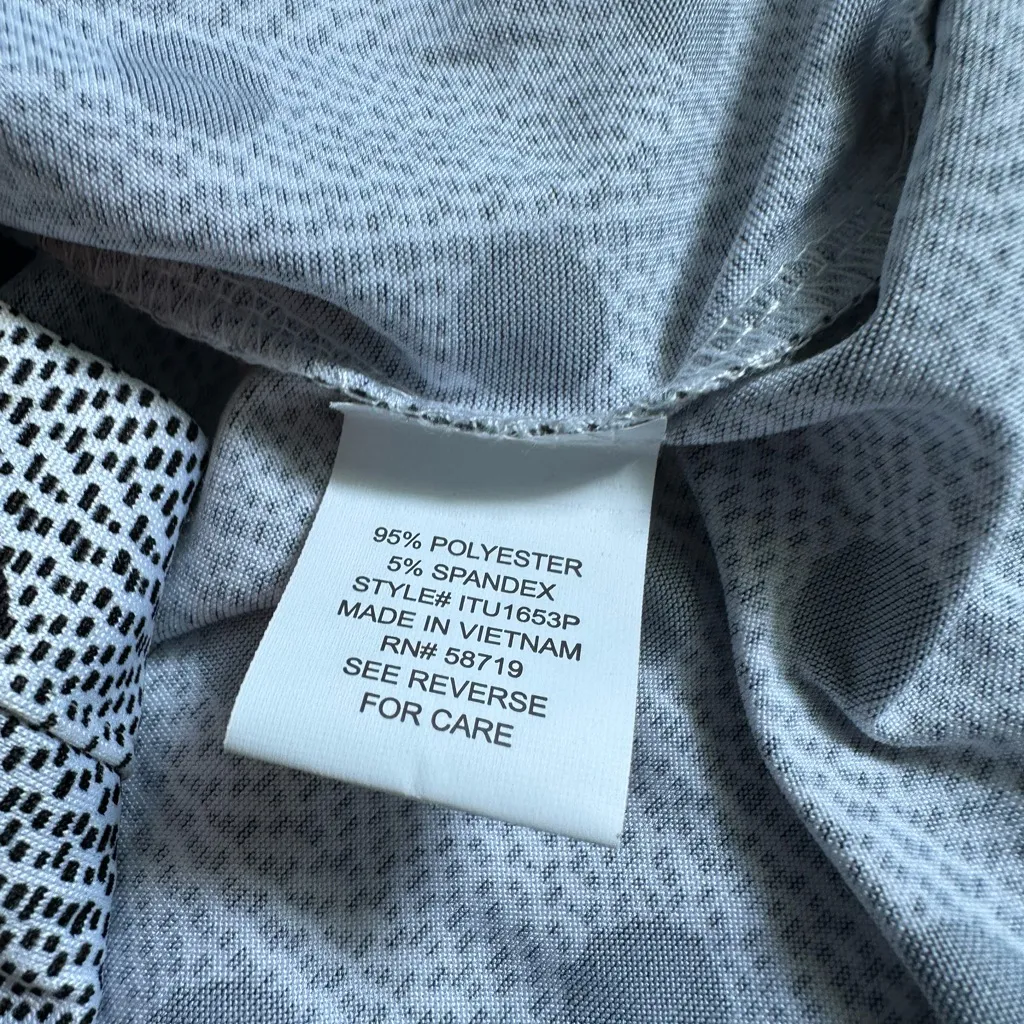 95% POLYESTER
5% SPANDEX
STYLE# ITU1653P
MADE IN VIETNAM
RN# 58719
SEE REVERSE
FOR CARE